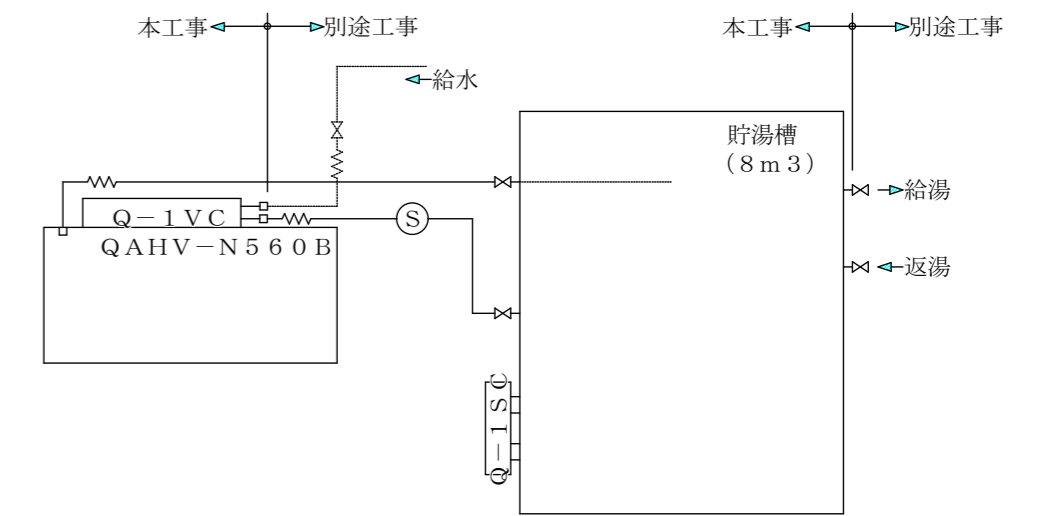 本工事 別途工事
本工事 別途工事
給水
貯湯槽
（８ｍ３）
給湯
Ｑ－１ＶＣ
Ｓ
ＱＡＨＶ－Ｎ５６０Ｂ
返湯
Ｑ－１ＳＣ